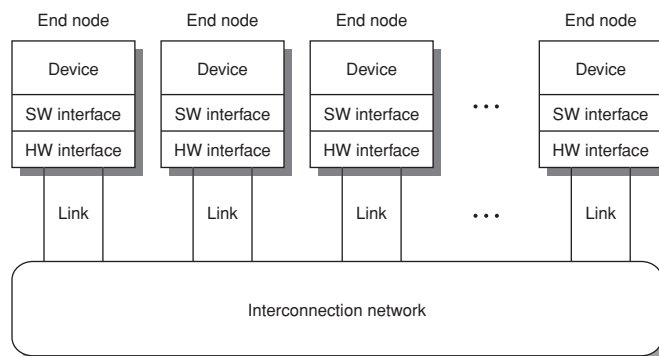 End node End node End node End node
Device Device Device Device
SW interface SW interface SW interface ... SW interface
HW interface HW interface HW interface HW interface
Link Link Link ... Link
Interconnection network